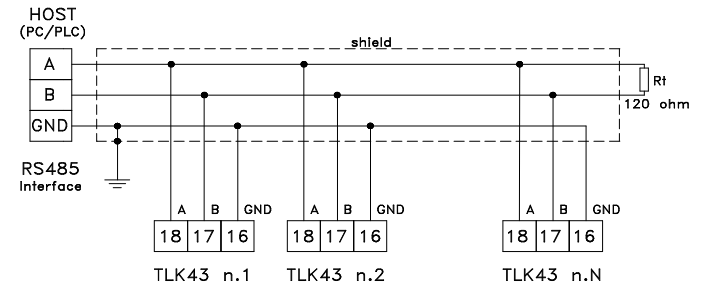 HOST
(PC/PLC)
shield
A
B
GND
Rt
120 ohm
RS485
Interface
A B GND A B GND A B GND
18 17 16 18 17 16 18 17 16
TLK43 n.1 TLK43 n.2 TLK43 n.N